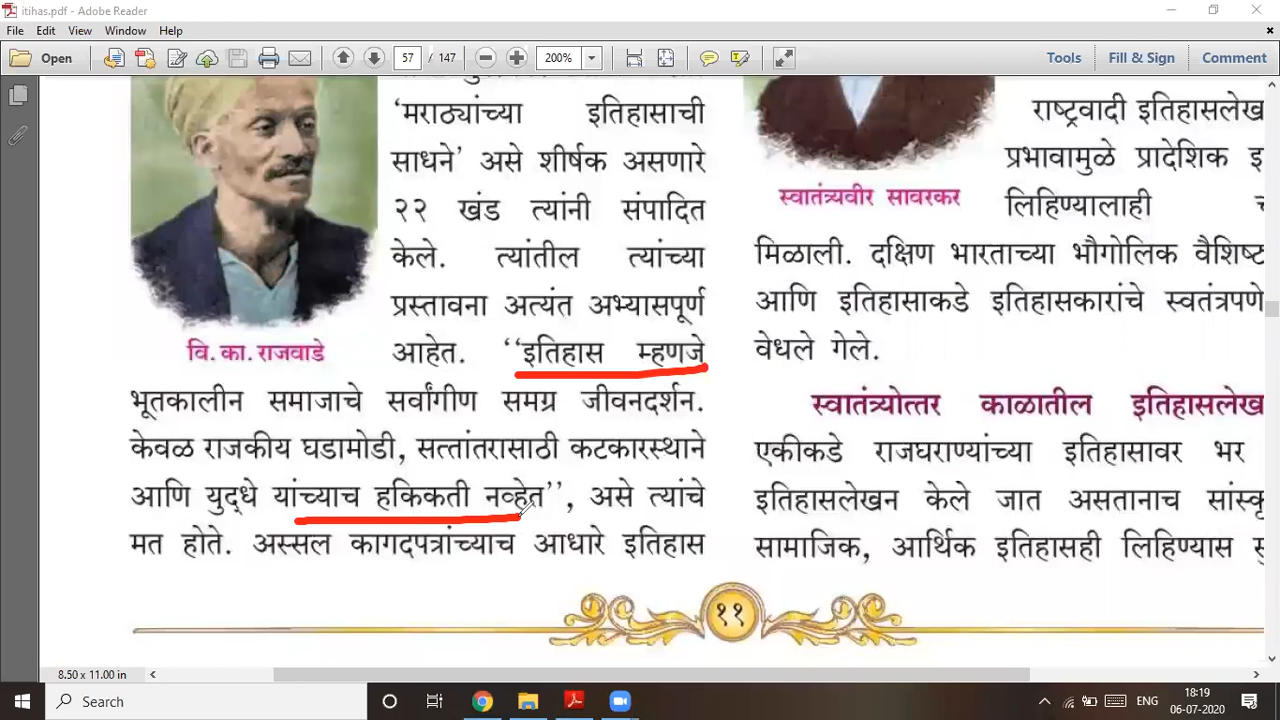 itihas.pdf - Adobe Reader
File Edit View Window Help
Open 57 / 147 200% Tools Fill & Sign Comment
'मराठ्यांच्या इतिहासाची
साधने' असे शीर्षक असणारे
२२ खंड त्यांनी संपादित
केले. त्यांतील त्यांच्या
प्रस्तावना अत्यंत अभ्यासपूर्ण
आहेत. ''इतिहास म्हणजे
वि. का. राजवाडे
भूतकालीन समाजाचे सर्वांगीण समग्र जीवनदर्शन.
केवळ राजकीय घडामोडी, सत्तांतरासाठी कटकारस्थाने
आणि युद्धे यांच्याच हकिकती नव्हेत'', असे त्यांचे
मत होते. अस्सल कागदपत्रांच्याच आधारे इतिहास
राष्ट्रवादी इतिहासलेख
प्रभावामुळे प्रादेशिक इ
लिहिण्यालाही
स्वातंत्र्यवीर सावरकर
मिळाली. दक्षिण भारताच्या भौगोलिक
आणि इतिहासाकडे इतिहासकारांचे स्वतंत्रपणे
वेधले गेले.
स्वातंत्र्योत्तर काळातील इतिहासलेख
एकीकडे राजघराण्यांच्या इतिहासावर भर
इतिहासलेखन केले जात असतानाच
सामाजिक, आर्थिक इतिहासही लिहिण्यास
११
8.50 x 11.00 in
Search ENG 18:19
06-07-2020